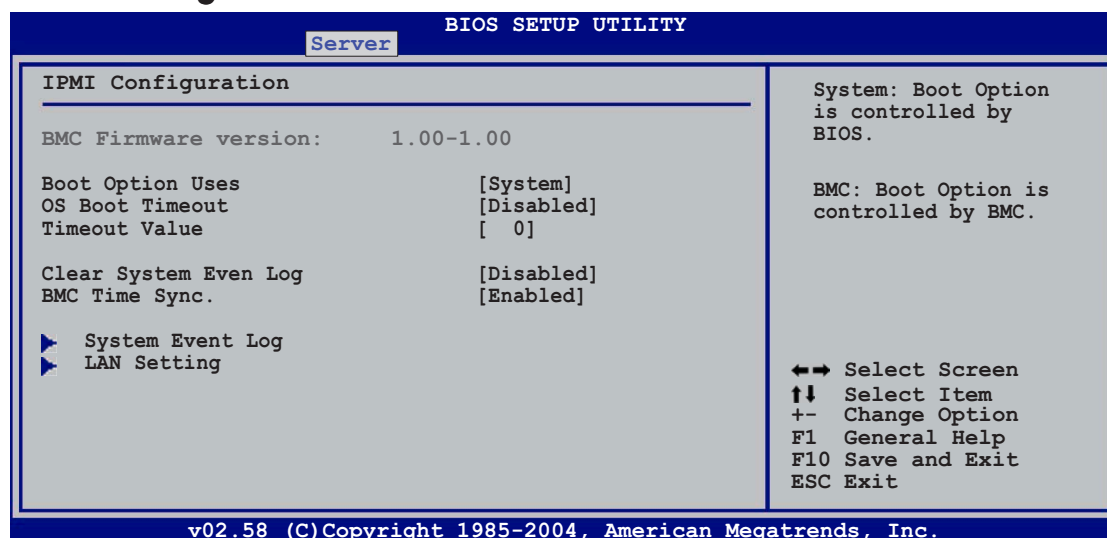 BIOS SETUP UTILITY
Server
IPMI Configuration
BMC Firmware version: 1.00-1.00
Boot Option Uses [System]
OS Boot Timeout [Disabled]
Timeout Value [ 0]
Clear System Even Log [Disabled]
BMC Time Sync. [Enabled]
System Event Log
LAN Setting
System: Boot Option
is controlled by
BIOS.
BMC: Boot Option is
controlled by BMC.
←→ Select Screen
↑↓ Select Item
+- Change Option
F1 General Help
F10 Save and Exit
ESC Exit
v02.58 (C)Copyright 1985-2004, American Megatrends, Inc.